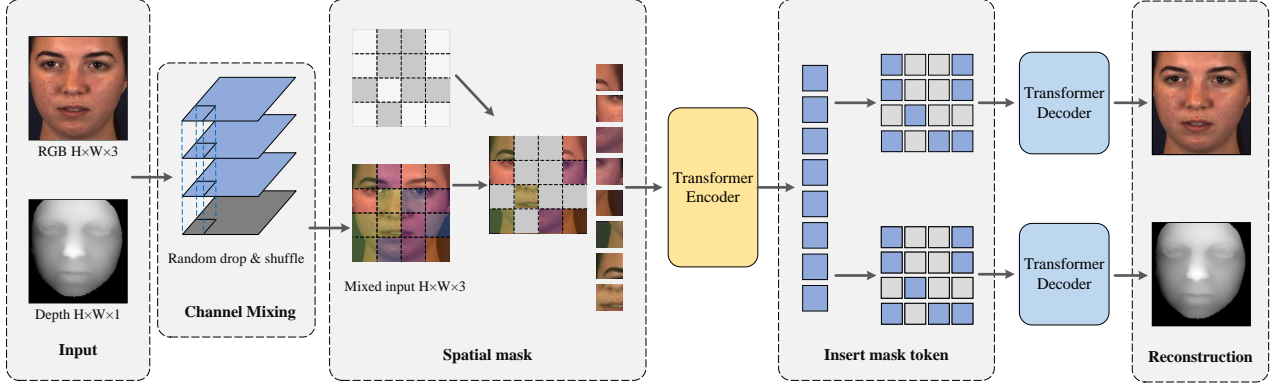 RGB H×W×3
Depth H×W×1
Input
Random drop & shuffle
Channel Mixing
Mixed input H×W×3
Spatial mask
Transformer
Encoder
Insert mask token
Transformer
Decoder
Transformer
Decoder
Reconstruction